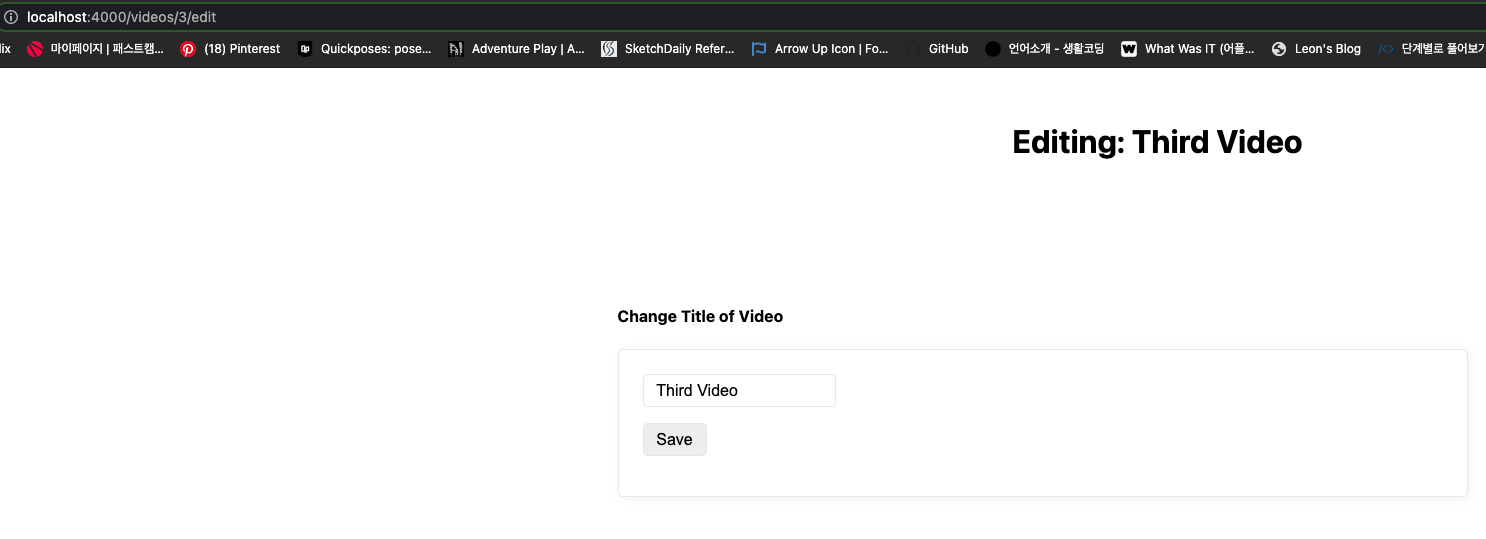 localhost:4000/videos/3/edit
lix 마이페이지 | 패스트캠... (18) Pinterest Quickposes: pose... Adventure Play | A... SketchDaily Refer... Arrow Up Icon | Fo... GitHub 언어소개 - 생활코딩 What Was IT (어플... Leon's Blog 단계별로 풀어보기
Editing: Third Video
Change Title of Video
Third Video
Save